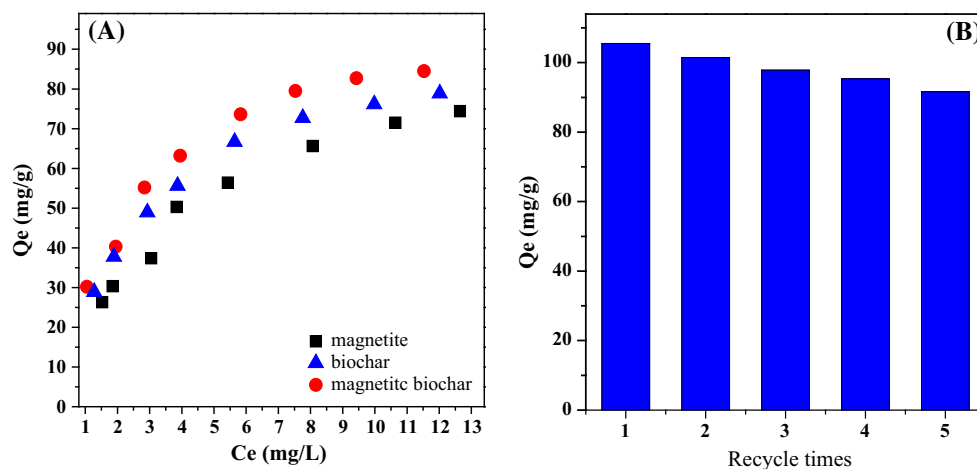 (A)
90
80
70
60
50
40
30
20
10
0
Qe (mg/g)
magnetite
biochar
magnetitc biochar
1 2 3 4 5 6 7 8 9 10 11 12 13
Ce (mg/L)
(B)
100
80
60
40
20
0
Qe (mg/g)
1 2 3 4 5
Recycle times